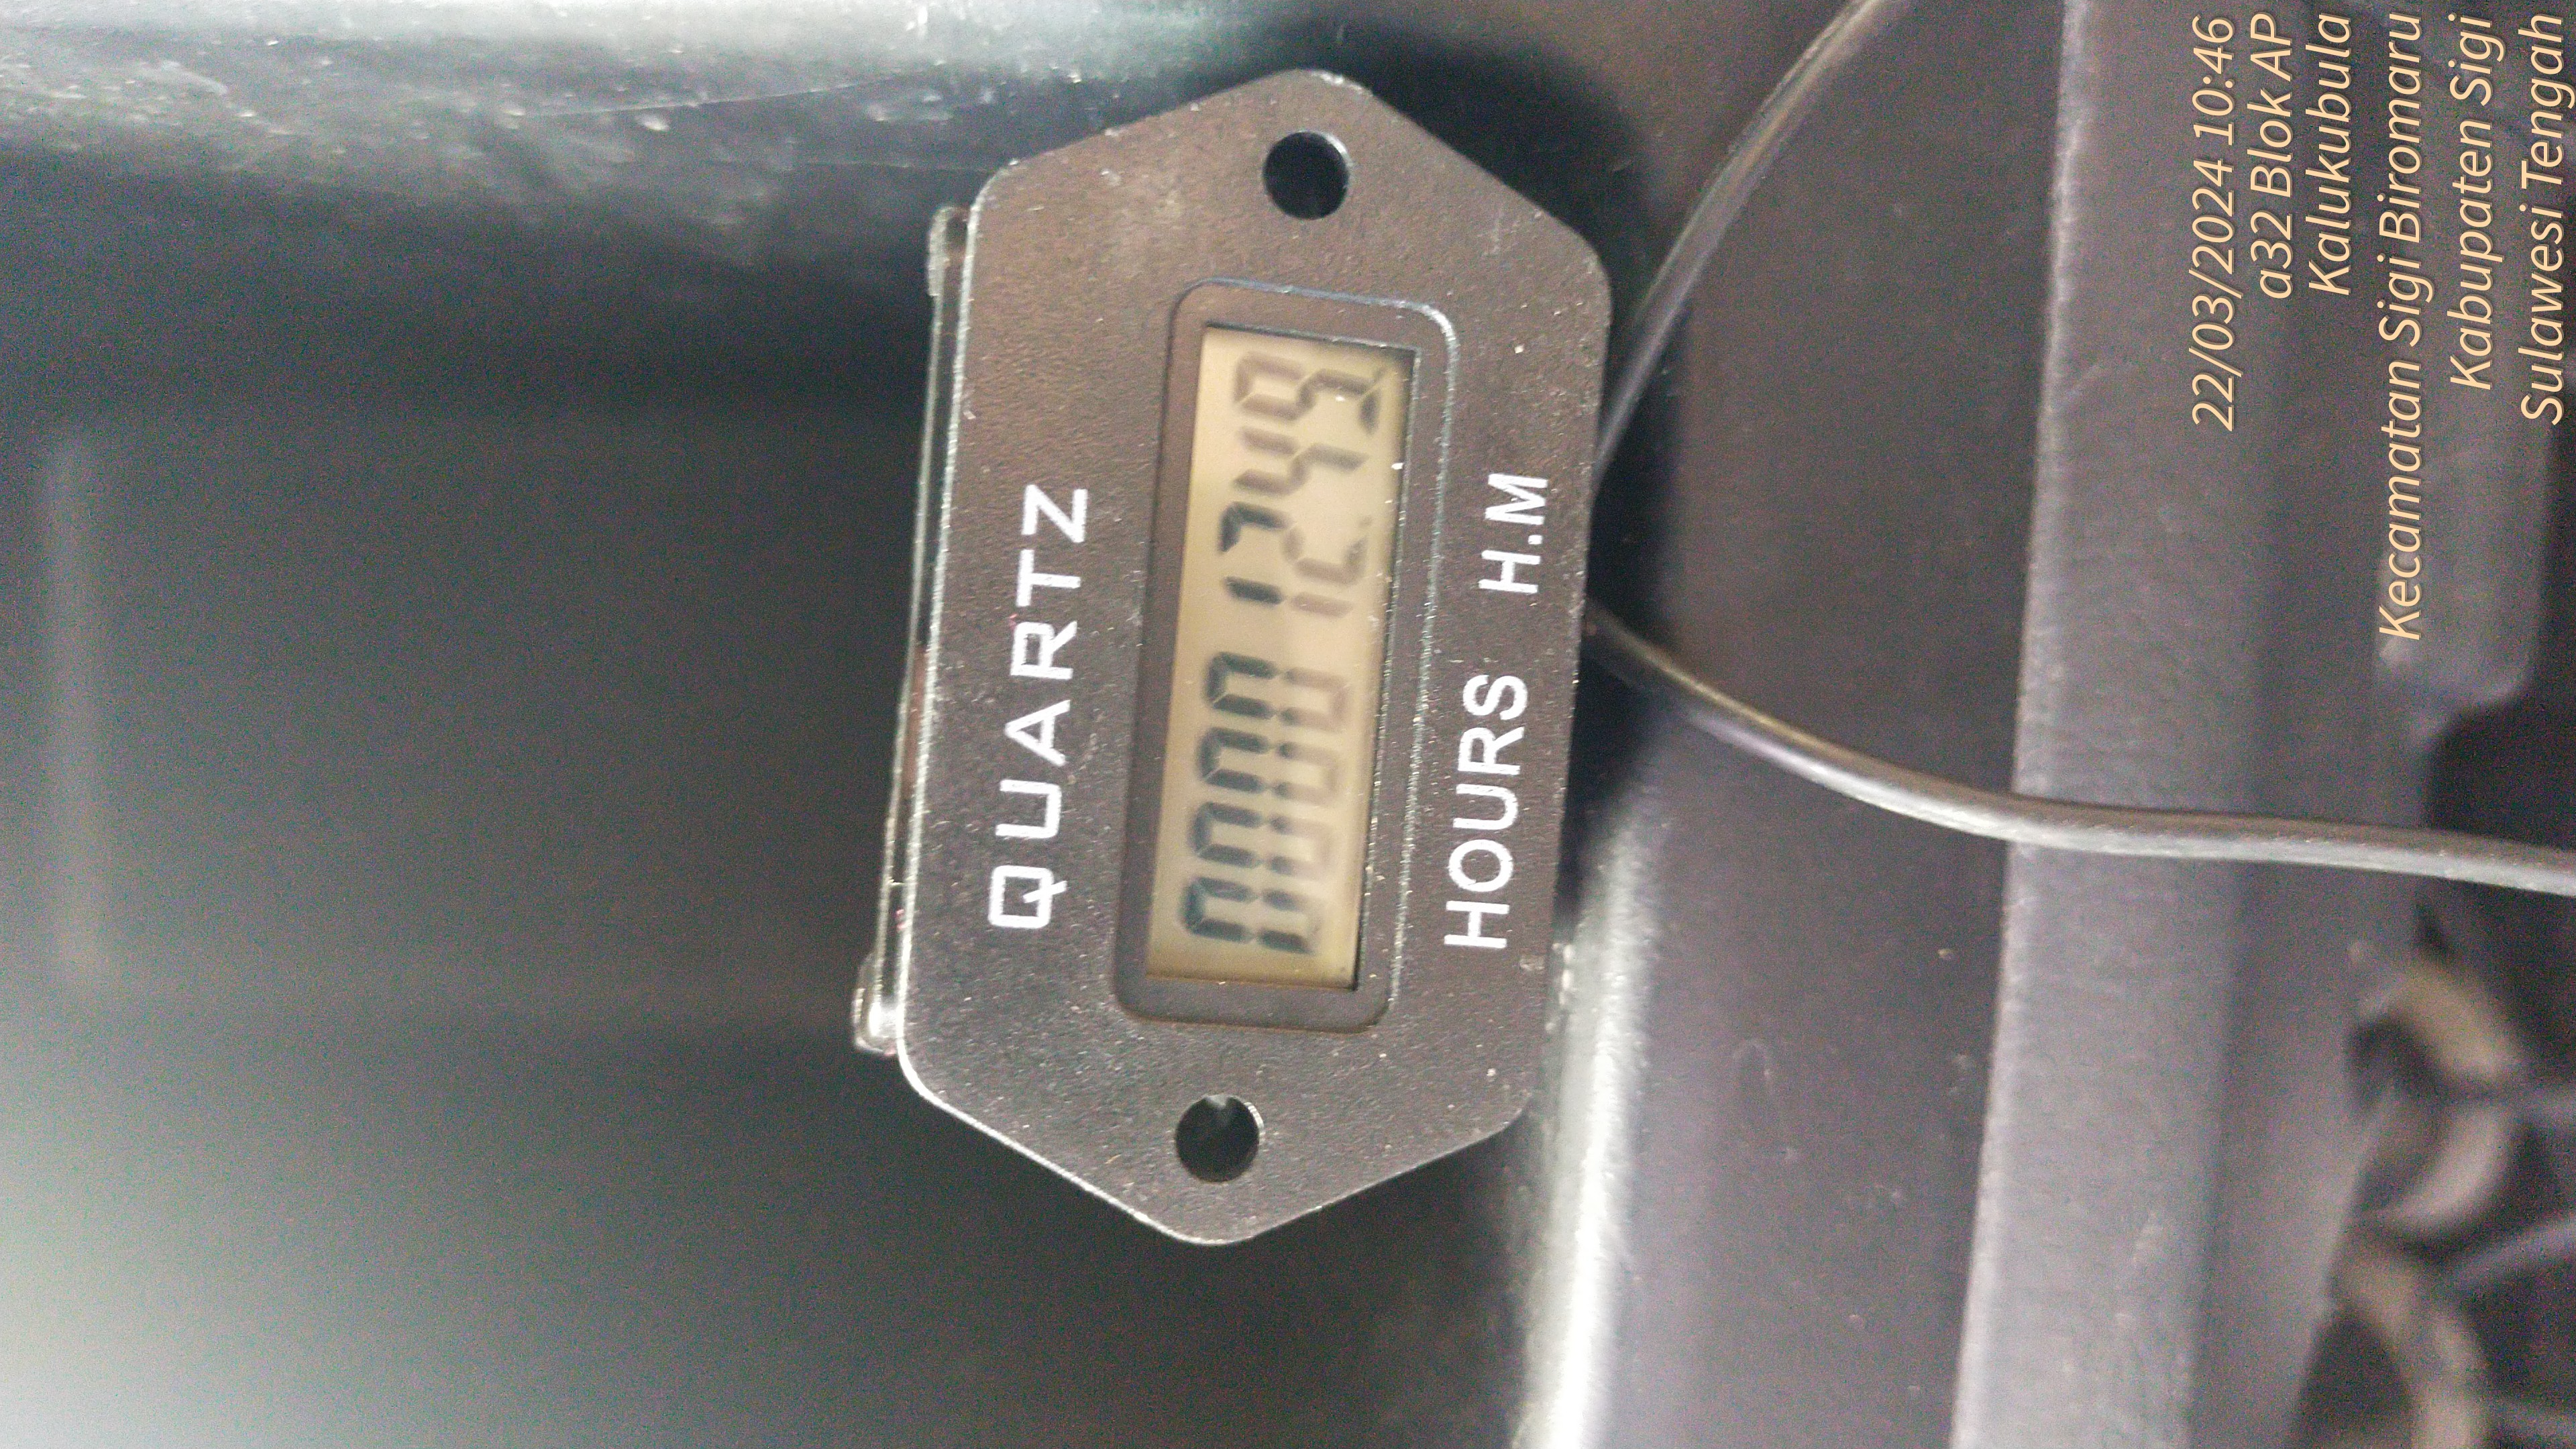 QUARTZ
000012.49
HOURS H.M
22/03/2024 10:46
a32 Blok AP
Kalukubula
Kecamatan Sigi Biromaru
Kabupaten Sigi
Sulawesi Tengah